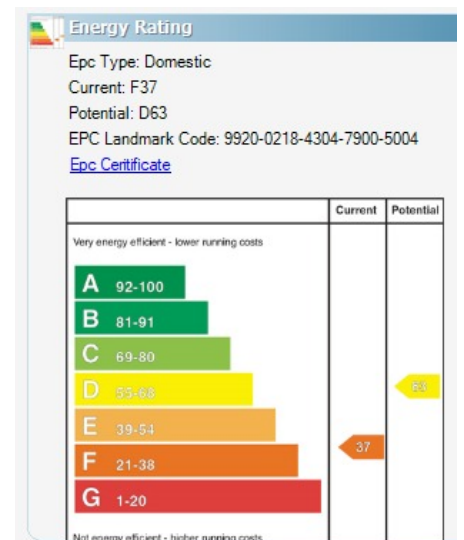 Energy Rating
Epc Type: Domestic
Current: F37
Potential: D63
EPC Landmark Code: 9920-0218-4304-7900-5004
Epc Certificate
Current Potential
Very energy efficient - lower running costs
A 92-100
B 81-91
C 69-80
D 55-68
63
E 39-54
37
F 21-38
G 1-20
Not energy efficient - higher running costs